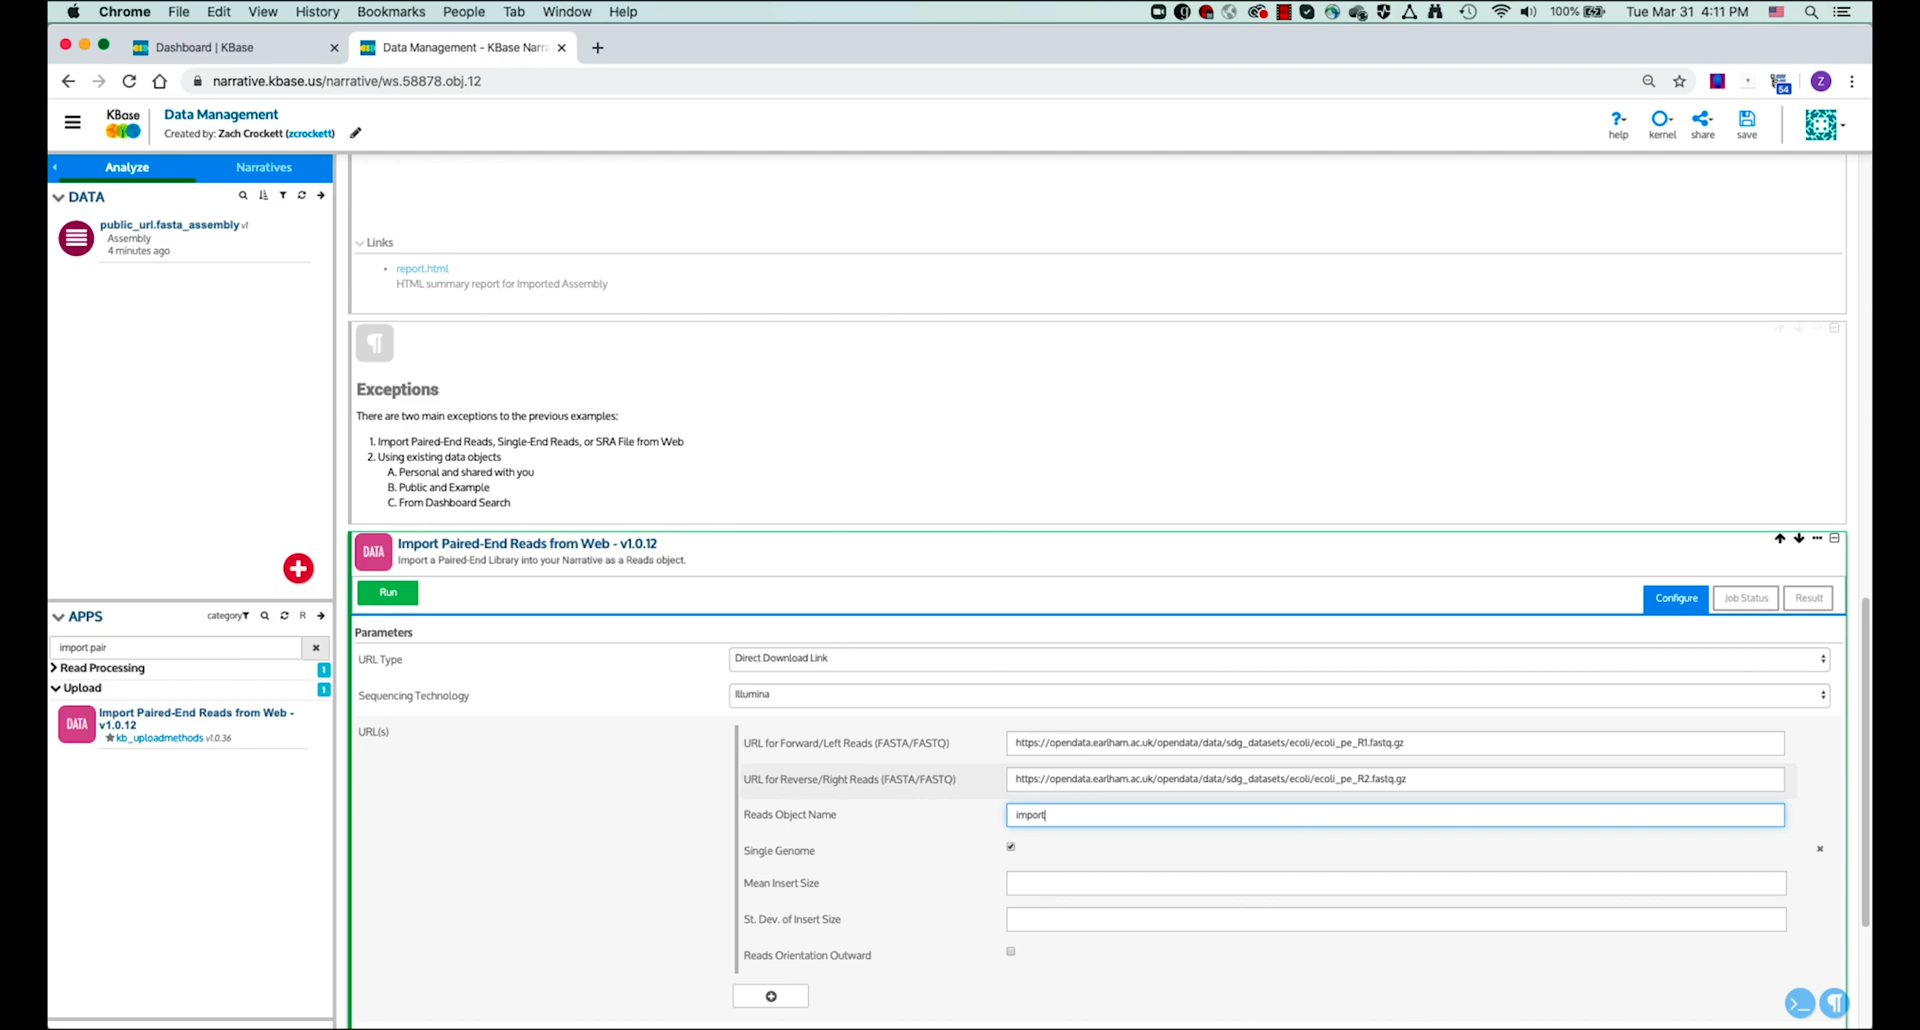 Chrome File Edit View History Bookmarks People Tab Window Help 100% Tue Mar 31 4:11 PM
Dashboard | KBase Data Management - KBase Narra
narrative.kbase.us/narrative/ws.58878.obj.12 54 Z
KBase
Data Management
Created by: Zach Crockett (zcrockett)
help kernel share save
Analyze Narratives
DATA
public_url.fasta_assembly v1
Assembly
4 minutes ago
Links
report.html
HTML summary report for Imported Assembly
Exceptions
There are two main exceptions to the previous examples:
1. Import Paired-End Reads, Single-End Reads, or SRA File from Web
2. Using existing data objects
A. Personal and shared with you
B. Public and Example
C. From Dashboard Search
APPS category R
import pair
Read Processing 1
Upload 1
DATA
Import Paired-End Reads from Web -
v1.0.12
kb_uploadmethods v1.0.36
DATA
Import Paired-End Reads from Web - v1.0.12
Import a Paired-End Library into your Narrative as a Reads object.
Run
Configure Job Status Result
Parameters
URL Type Direct Download Link
Sequencing Technology Illumina
URL(s)
URL for Forward/Left Reads (FASTA/FASTQ) https://opendata.earlham.ac.uk/opendata/data/sdg_datasets/ecoli/ecoli_pe_R1.fastq.gz
URL for Reverse/Right Reads (FASTA/FASTQ) https://opendata.earlham.ac.uk/opendata/data/sdg_datasets/ecoli/ecoli_pe_R2.fastq.gz
Reads Object Name import
Single Genome
Mean Insert Size
St. Dev. of Insert Size
Reads Orientation Outward